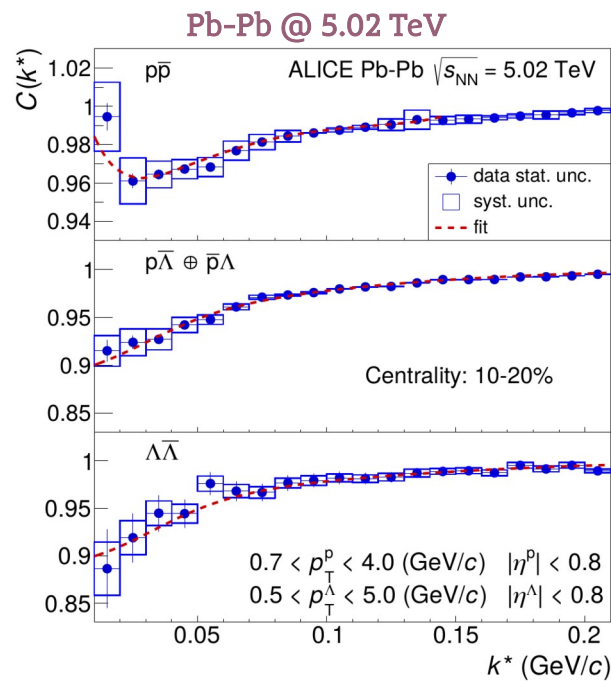 Pb-Pb @ 5.02 TeV
C(k*)
1.02
1
0.98
0.96
0.94
pp̅
ALICE Pb-Pb √sNN = 5.02 TeV
data stat. unc.
syst. unc.
fit
1
0.95
0.9
0.85
pΛ̅ ⊕ p̅Λ
Centrality: 10-20%
1
0.95
0.9
0.85
ΛΛ̅
0.7 < pTp < 4.0 (GeV/c) |ηp| < 0.8
0.5 < pTΛ < 5.0 (GeV/c) |ηΛ| < 0.8
0.05 0.1 0.15 0.2
k* (GeV/c)